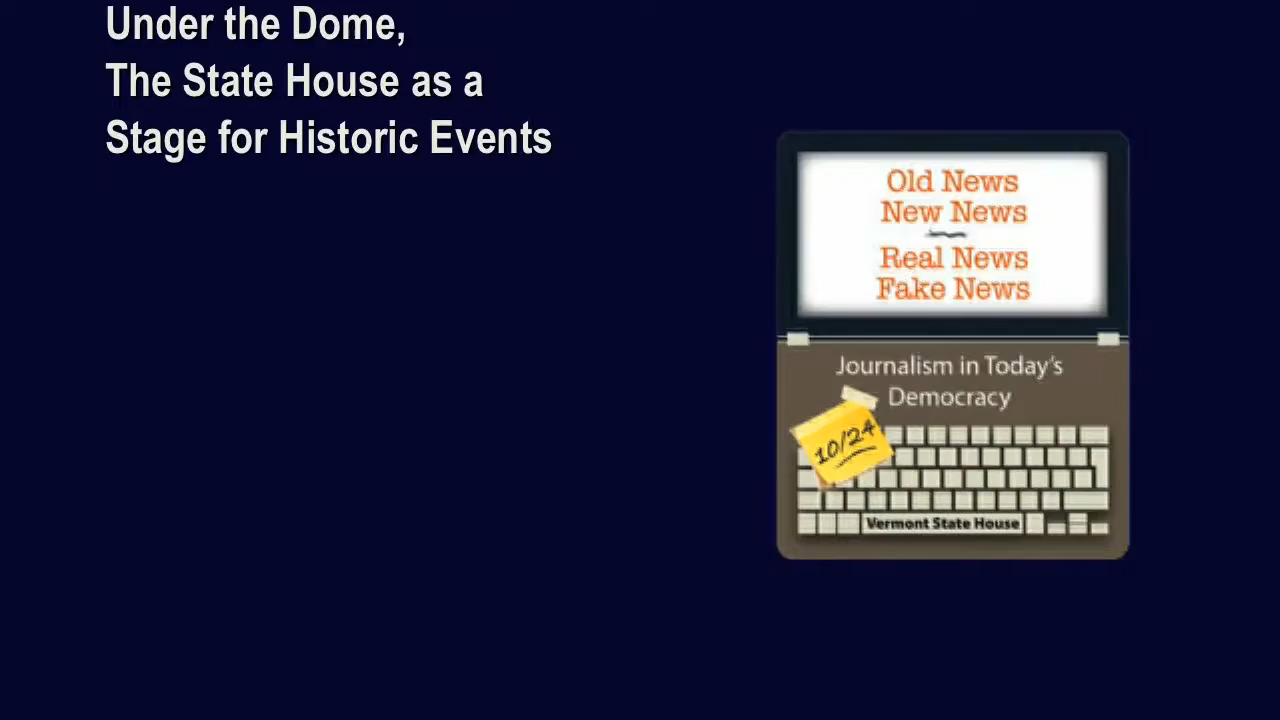 Under the Dome,
The State House as a
Stage for Historic Events
Old News
New News
Real News
Fake News
Journalism in Today's
Democracy
10/24
Vermont State House